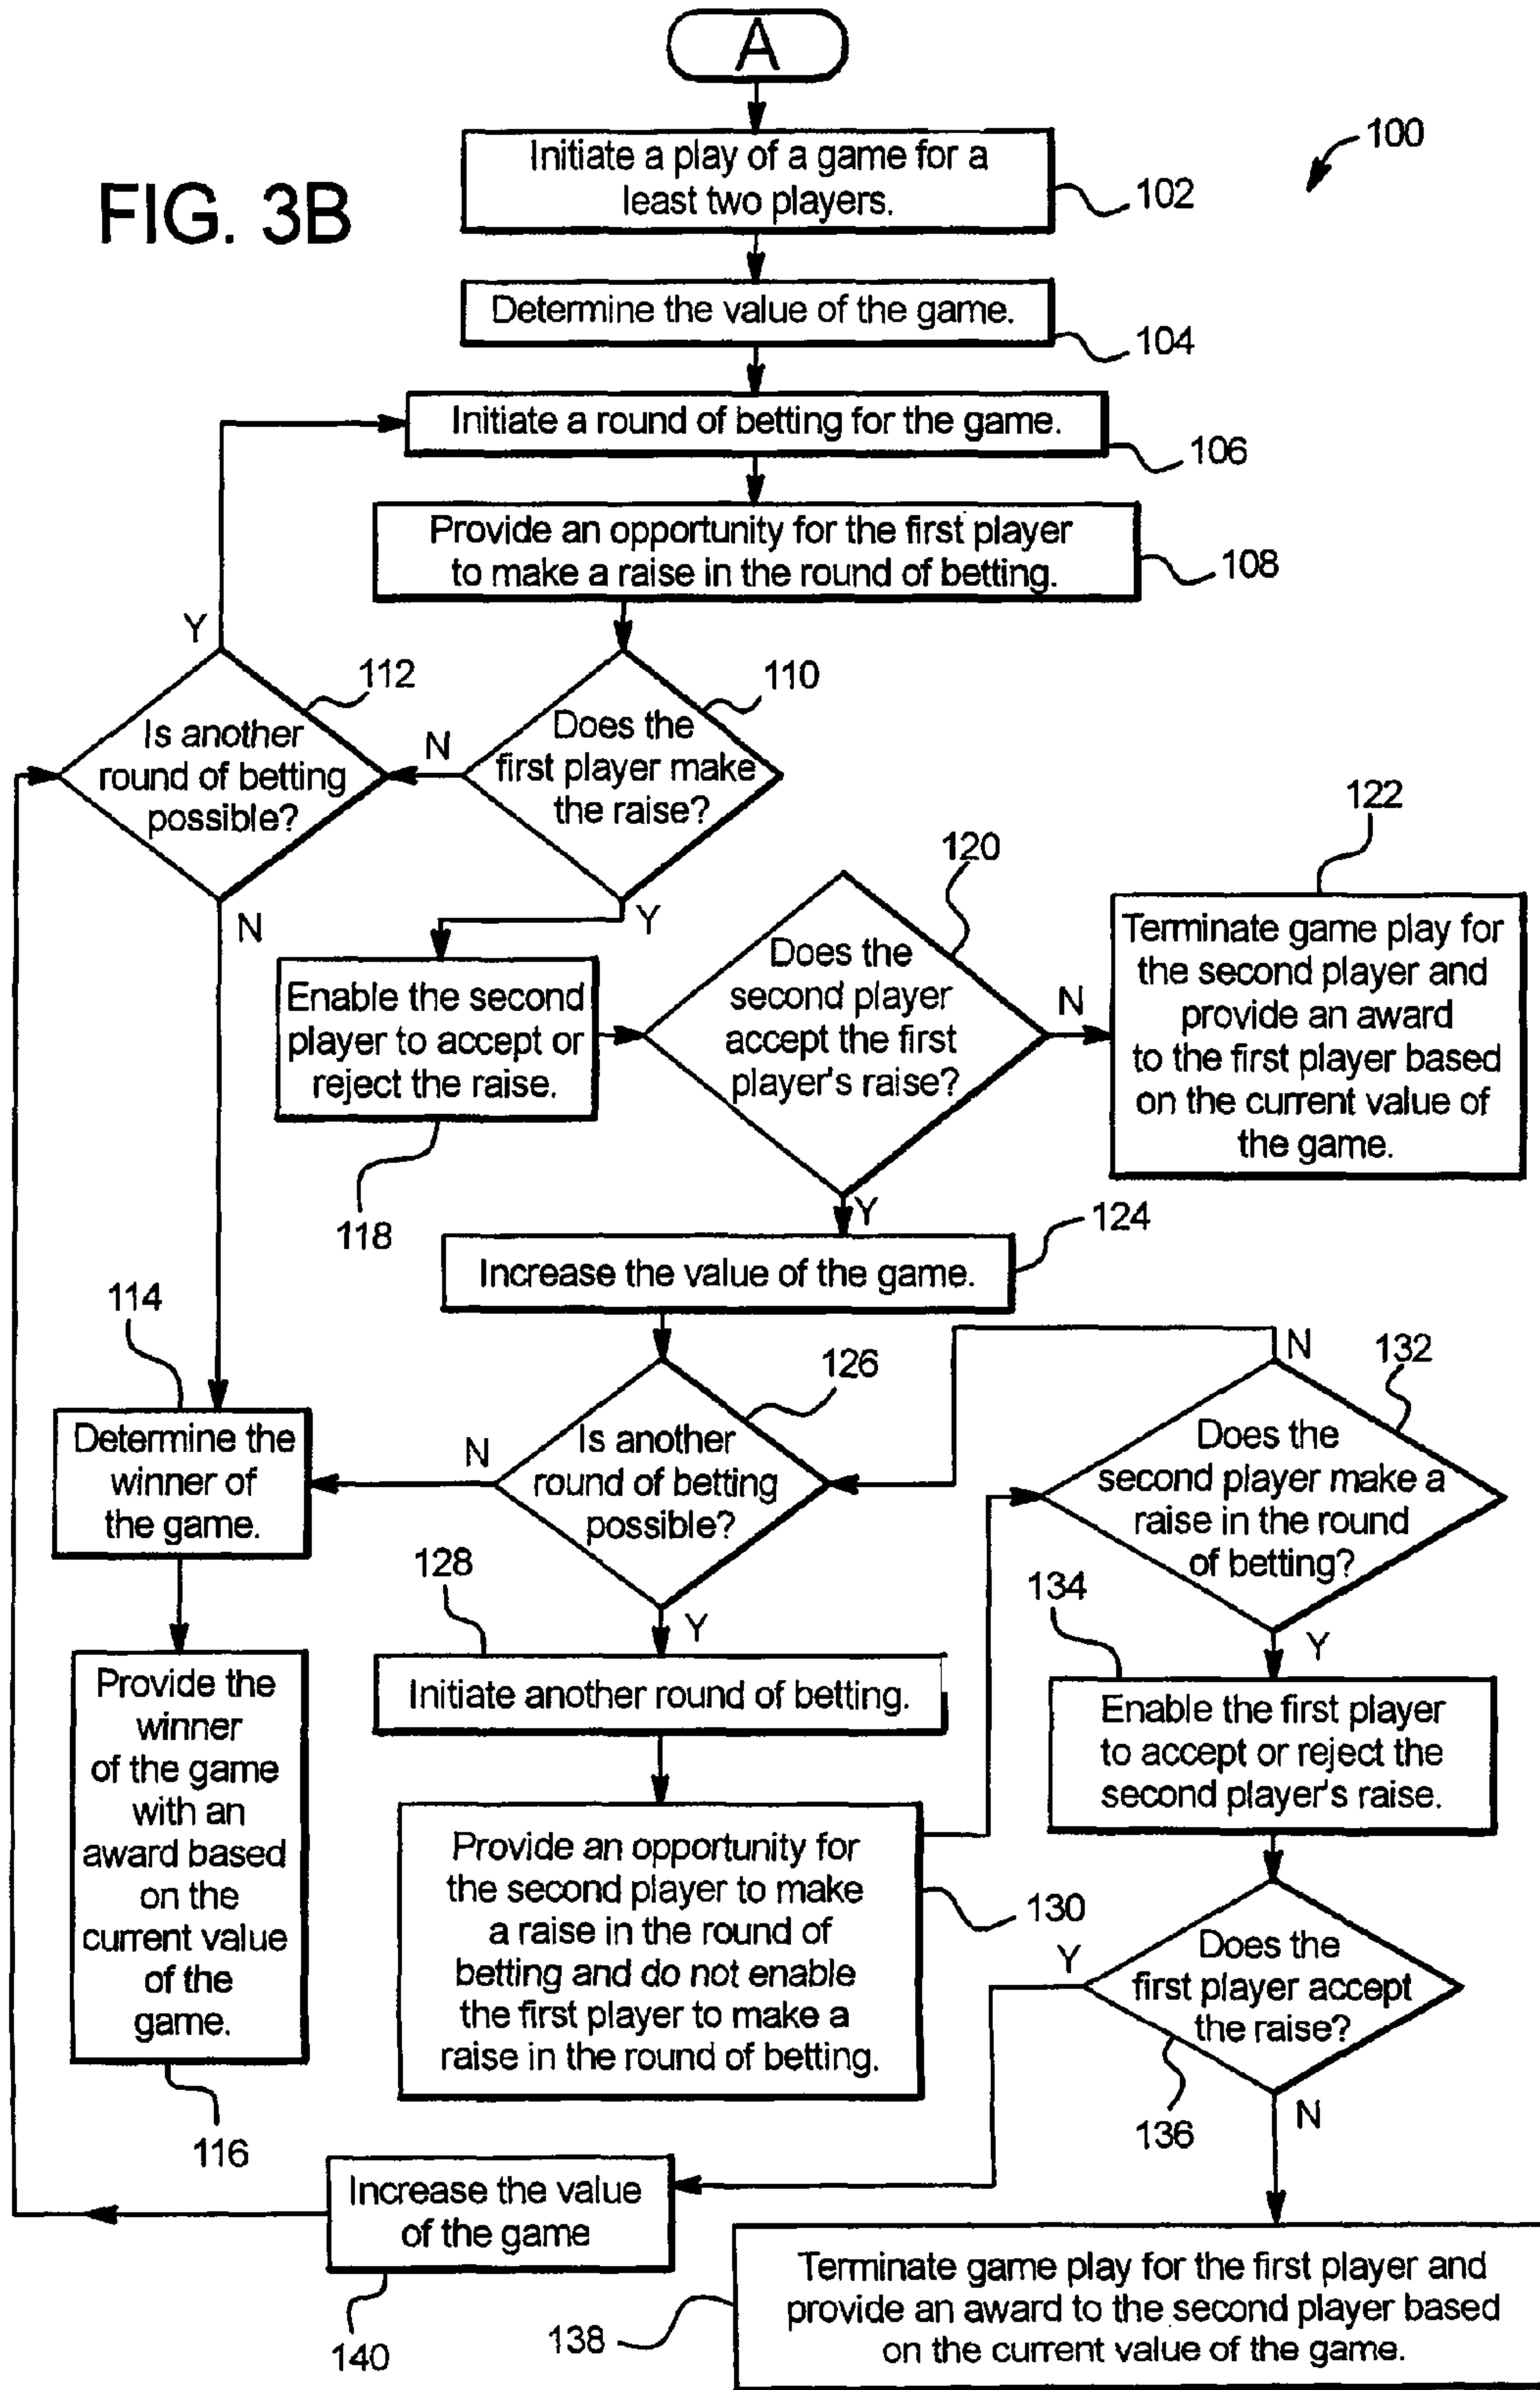 A
FIG. 3B
100
Initiate a play of a game for a
least two players.
102
Determine the value of the game.
104
Initiate a round of betting for the game.
106
Provide an opportunity for the first player
to make a raise in the round of betting.
108
Y
112
Is another
round of betting
possible?
N
N
110
Does the
first player make
the raise?
Y
Enable the second
player to accept or
reject the raise.
118
120
Does the
second player
accept the first
player's raise?
N
Y
122
Terminate game play for
the second player and
provide an award
to the first player based
on the current value of
the game.
Increase the value of the game.
124
114
Determine the
winner of
the game.
N
126
Is another
round of betting
possible?
Y
N
132
Does the
second player make a
raise in the round
of betting?
Y
128
Initiate another round of betting.
134
Enable the first player
to accept or reject the
second player's raise.
Provide the
winner
of the game
with an
award based
on the
current value
of the
game.
116
Provide an opportunity for
the second player to make
a raise in the round of
betting and do not enable
the first player to make a
raise in the round of betting.
130
Y
Does the
first player accept
the raise?
136
N
Increase the value
of the game
140
138
Terminate game play for the first player and
provide an award to the second player based
on the current value of the game.